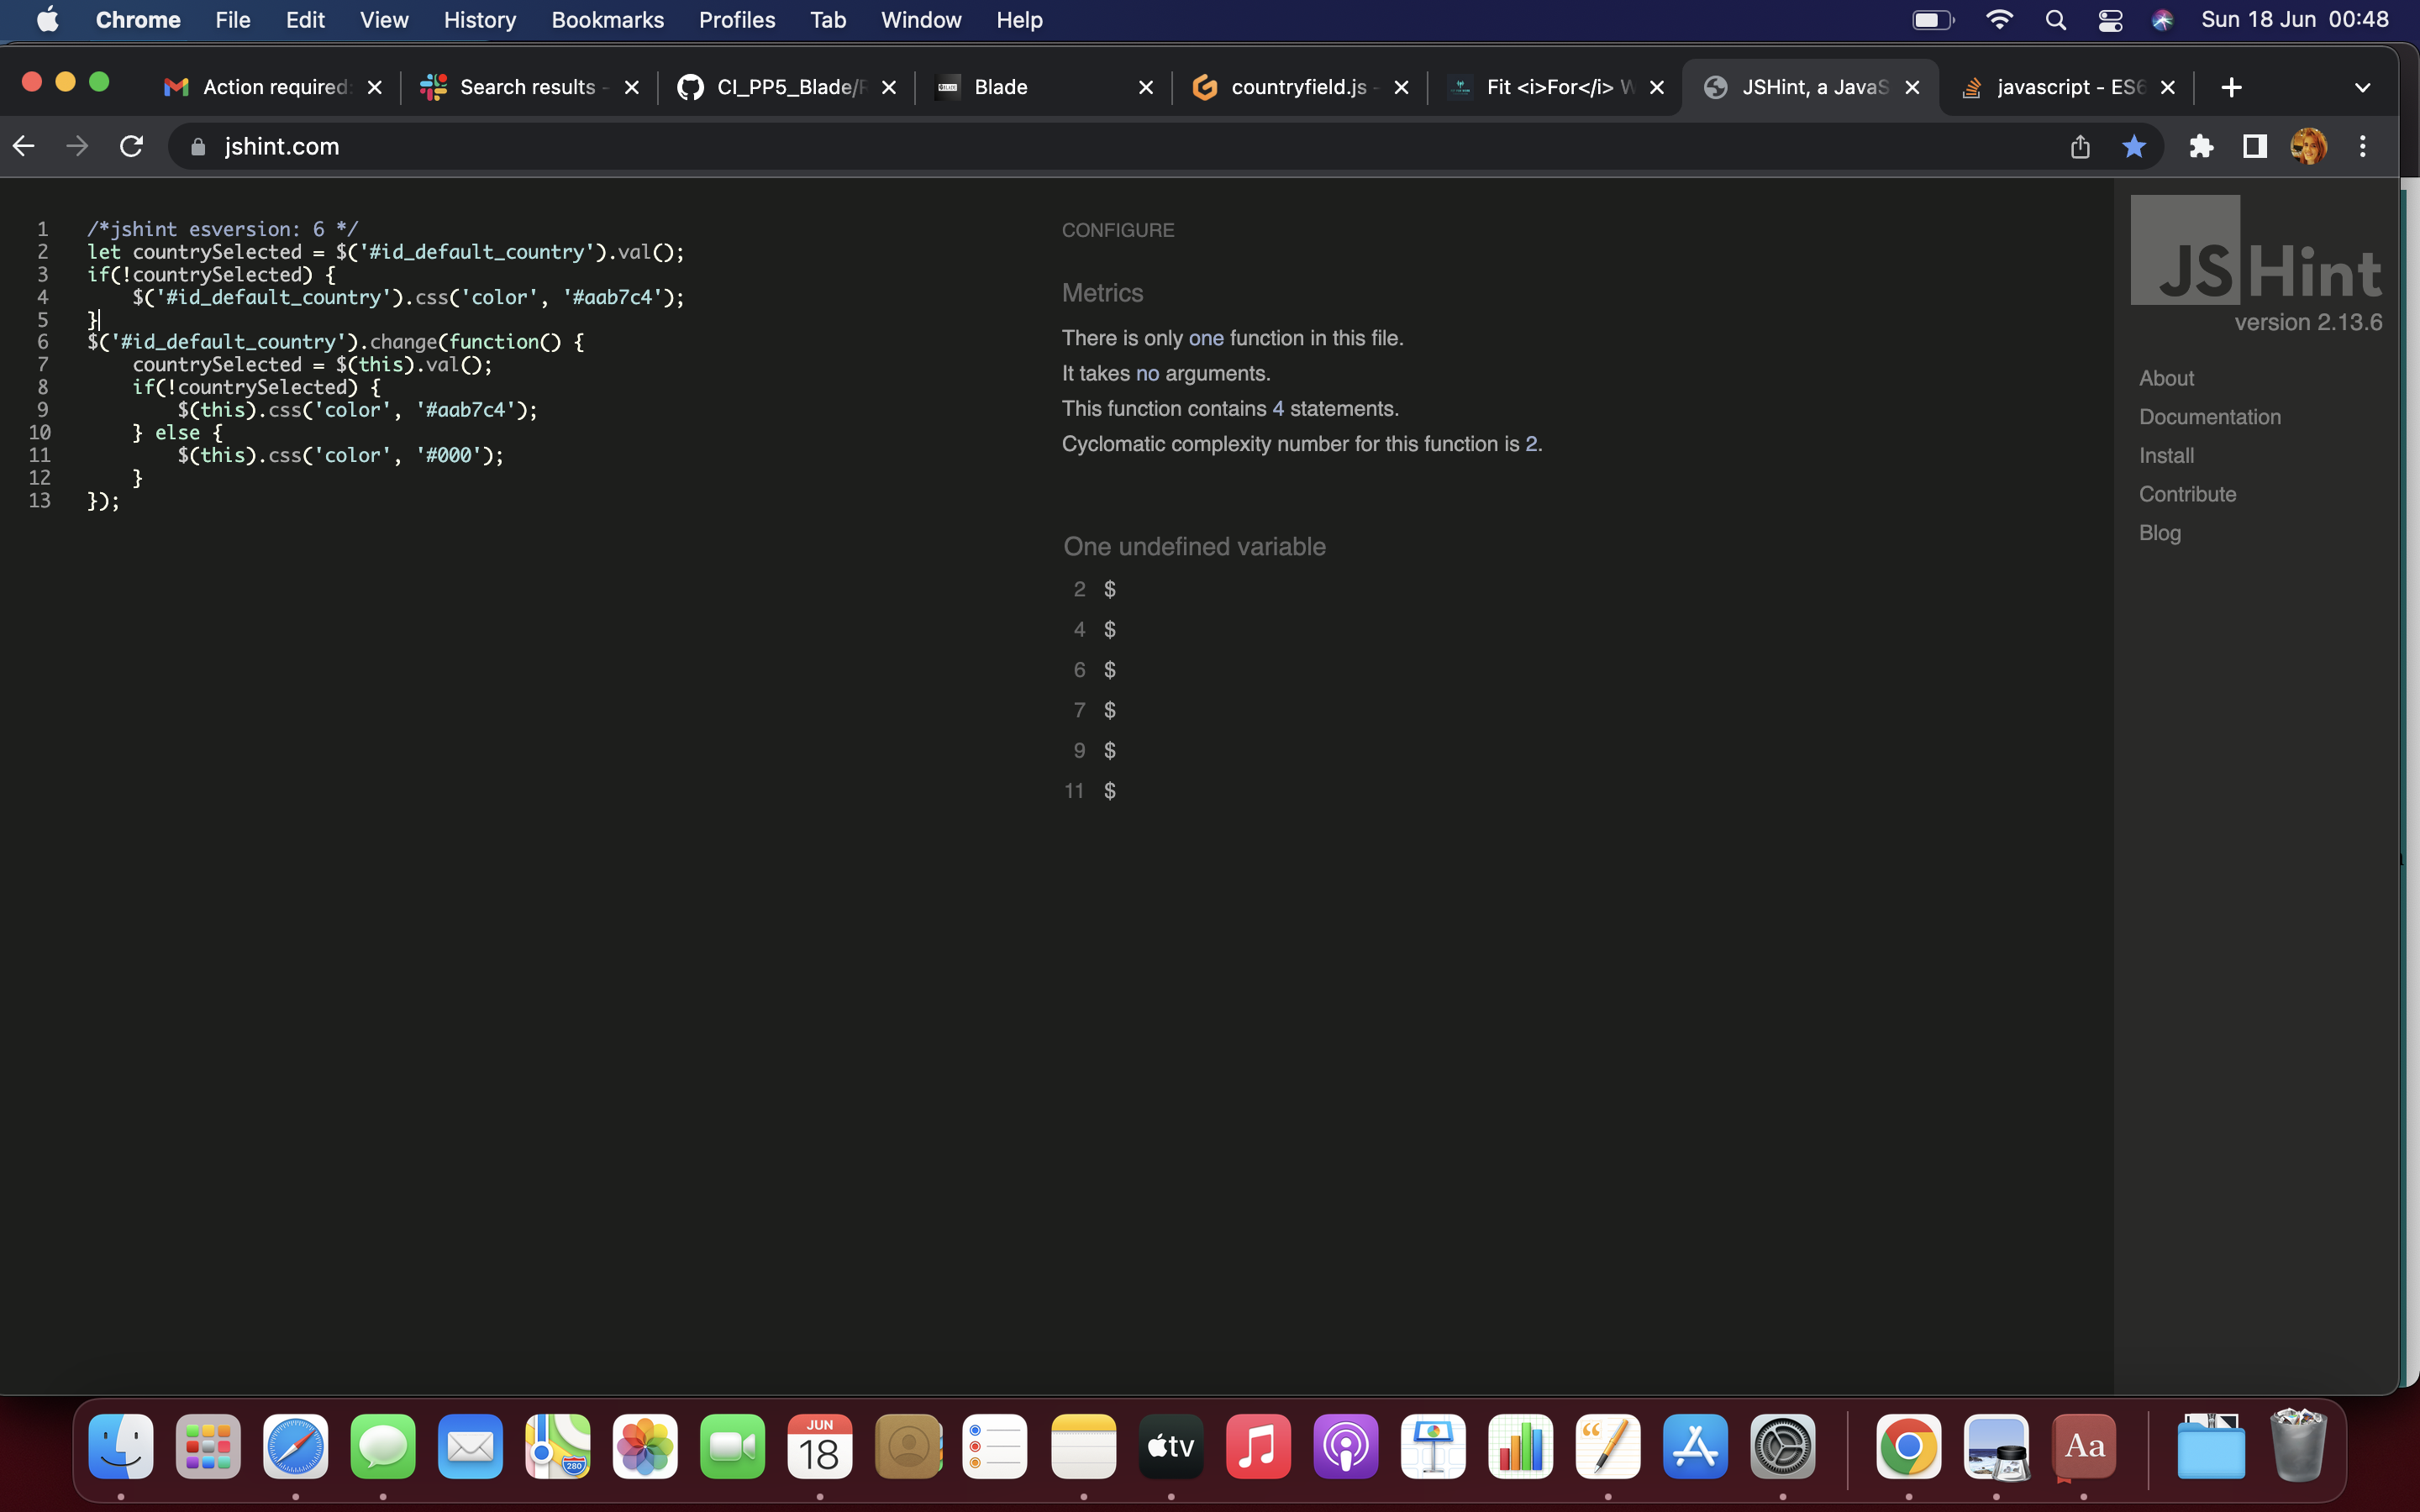 Chrome File Edit View History Bookmarks Profiles Tab Window Help Sun 18 Jun 00:48
Action required: Search results - CI_PP5_Blade/ Blade countryfield.js - Fit <i>For</i> JSHint, a JavaS javascript - ES6
jshint.com
1 /*jshint esversion: 6 */
2 let countrySelected = $('#id_default_country').val();
3 if(!countrySelected) {
4 $('#id_default_country').css('color', '#aab7c4');
5 }
6 $('#id_default_country').change(function() {
7 countrySelected = $(this).val();
8 if(!countrySelected) {
9 $(this).css('color', '#aab7c4');
10 } else {
11 $(this).css('color', '#000');
12 }
13 });
CONFIGURE
Metrics
There is only one function in this file.
It takes no arguments.
This function contains 4 statements.
Cyclomatic complexity number for this function is 2.
One undefined variable
2 $
4 $
6 $
7 $
9 $
11 $
JSHint
version 2.13.6
About
Documentation
Install
Contribute
Blog
JUN
18
tv
280
Aa